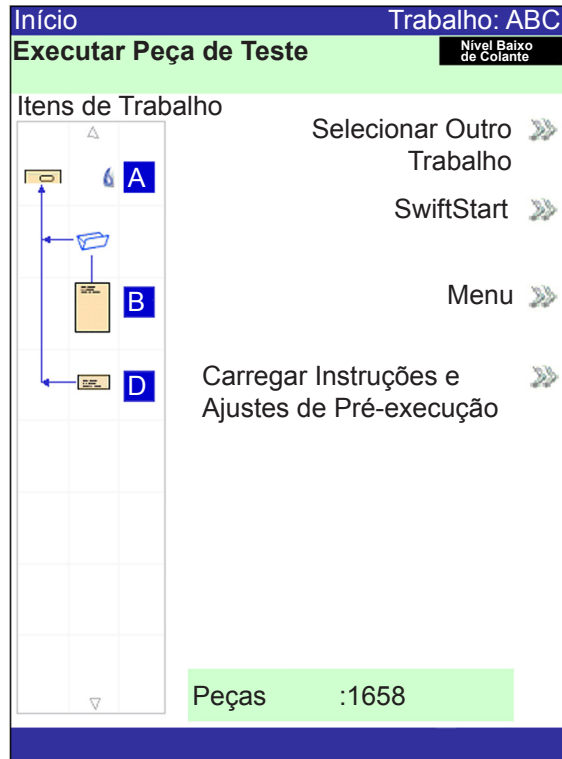 Início Trabalho: ABC
Executar Peça de Teste
Nível Baixo
de Colante
Itens de Trabalho
Selecionar Outro
Trabalho
A
SwiftStart
B
Menu
D
Carregar Instruções e
Ajustes de Pré-execução
Peças :1658